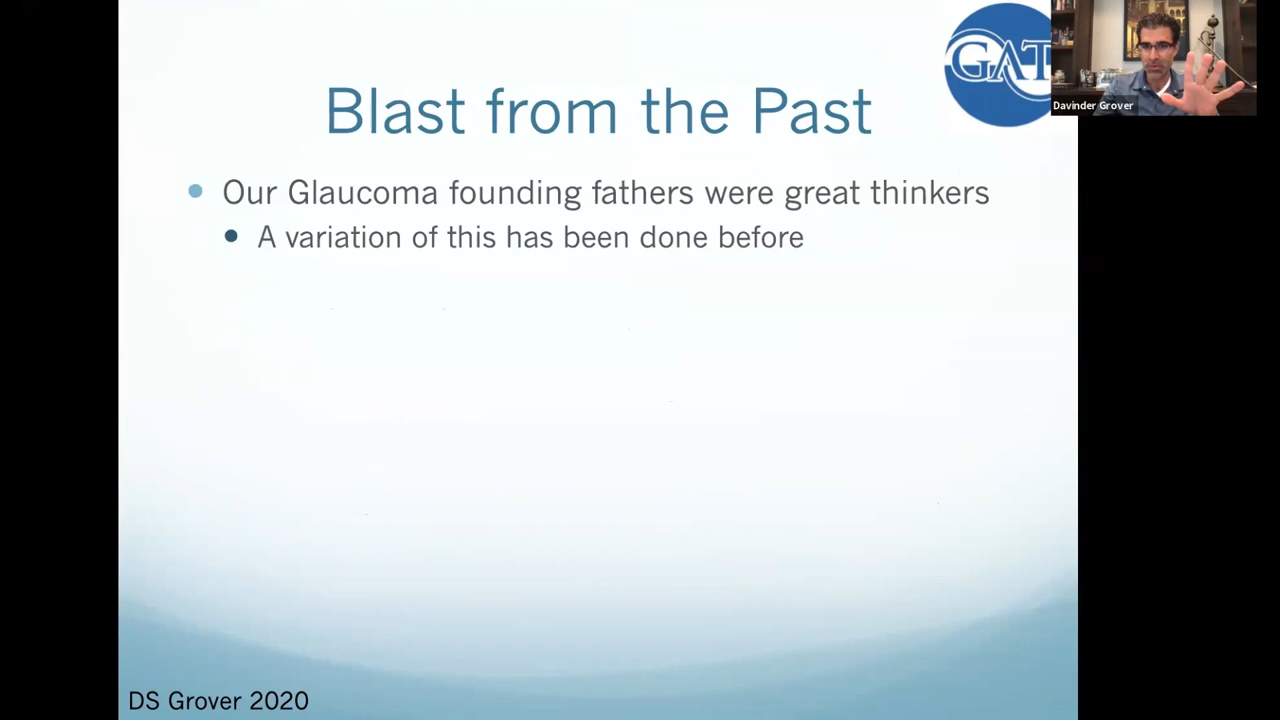 Blast from the Past
GAT
Davinder Grover
Our Glaucoma founding fathers were great thinkers
A variation of this has been done before
DS Grover 2020